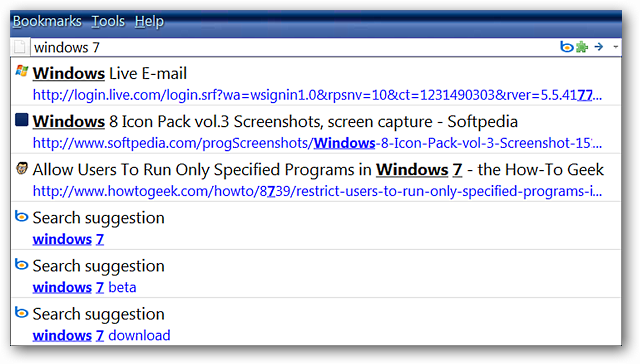 Bookmarks Tools Help
windows 7
Windows Live E-mail
http://login.live.com/login.srf?wa=wsignin1.0&rpsnv=10&ct=1231490303&rver=5.5.4177...
Windows 8 Icon Pack vol.3 Screenshots, screen capture - Softpedia
http://www.softpedia.com/progScreenshots/Windows-8-Icon-Pack-vol-3-Screenshot-15...
Allow Users To Run Only Specified Programs in Windows 7 - the How-To Geek
http://www.howtogeek.com/howto/8739/restrict-users-to-run-only-specified-programs-i...
Search suggestion
windows 7
Search suggestion
windows 7 beta
Search suggestion
windows 7 download